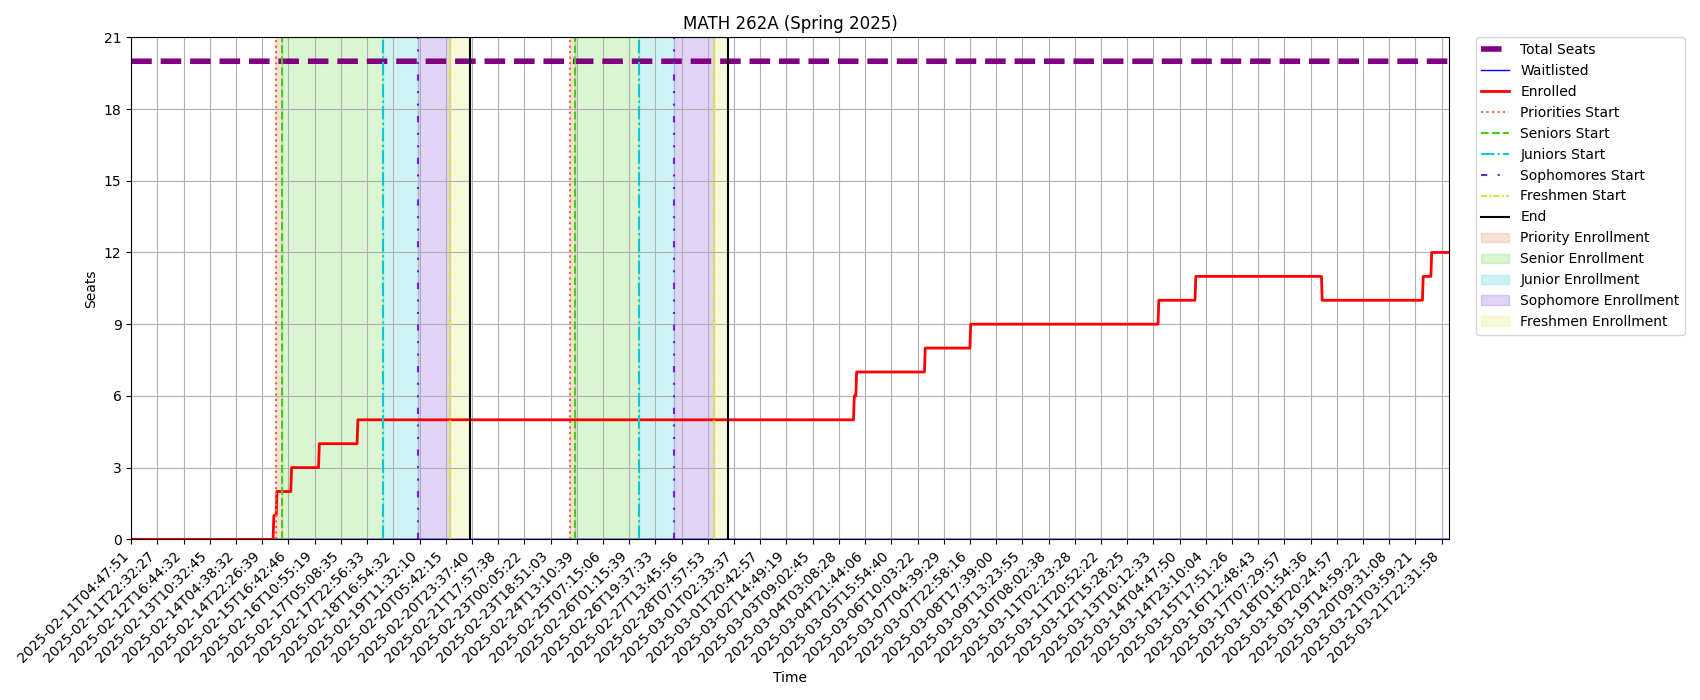 MATH 262A (Spring 2025)
Seats
21
18
15
12
9
6
3
0
2025-02-11T04:47:51
2025-02-11T22:32:27
2025-02-12T16:44:32
2025-02-13T10:32:45
2025-02-14T04:38:32
2025-02-14T22:26:39
2025-02-15T16:42:46
2025-02-16T10:55:19
2025-02-17T05:08:35
2025-02-17T22:56:33
2025-02-18T16:54:32
2025-02-19T11:32:10
2025-02-20T05:42:15
2025-02-20T23:37:40
2025-02-21T17:57:38
2025-02-23T00:05:22
2025-02-23T18:51:03
2025-02-24T13:10:39
2025-02-25T07:15:06
2025-02-26T01:15:39
2025-02-26T19:37:33
2025-02-27T13:45:56
2025-02-28T07:57:53
2025-03-01T02:33:37
2025-03-01T20:42:57
2025-03-02T14:49:19
2025-03-03T09:02:45
2025-03-04T03:08:28
2025-03-04T21:44:06
2025-03-05T15:54:40
2025-03-06T10:03:22
2025-03-07T04:39:29
2025-03-07T22:58:16
2025-03-08T17:39:00
2025-03-09T13:23:55
2025-03-10T08:02:38
2025-03-11T02:23:28
2025-03-11T20:52:22
2025-03-12T15:28:25
2025-03-13T10:12:33
2025-03-14T04:47:50
2025-03-14T23:10:04
2025-03-15T17:51:26
2025-03-16T12:48:43
2025-03-17T07:29:57
2025-03-18T01:54:36
2025-03-18T20:24:57
2025-03-19T14:59:22
2025-03-20T09:31:08
2025-03-21T03:59:21
2025-03-21T22:31:58
Time
Total Seats
Waitlisted
Enrolled
Priorities Start
Seniors Start
Juniors Start
Sophomores Start
Freshmen Start
End
Priority Enrollment
Senior Enrollment
Junior Enrollment
Sophomore Enrollment
Freshmen Enrollment